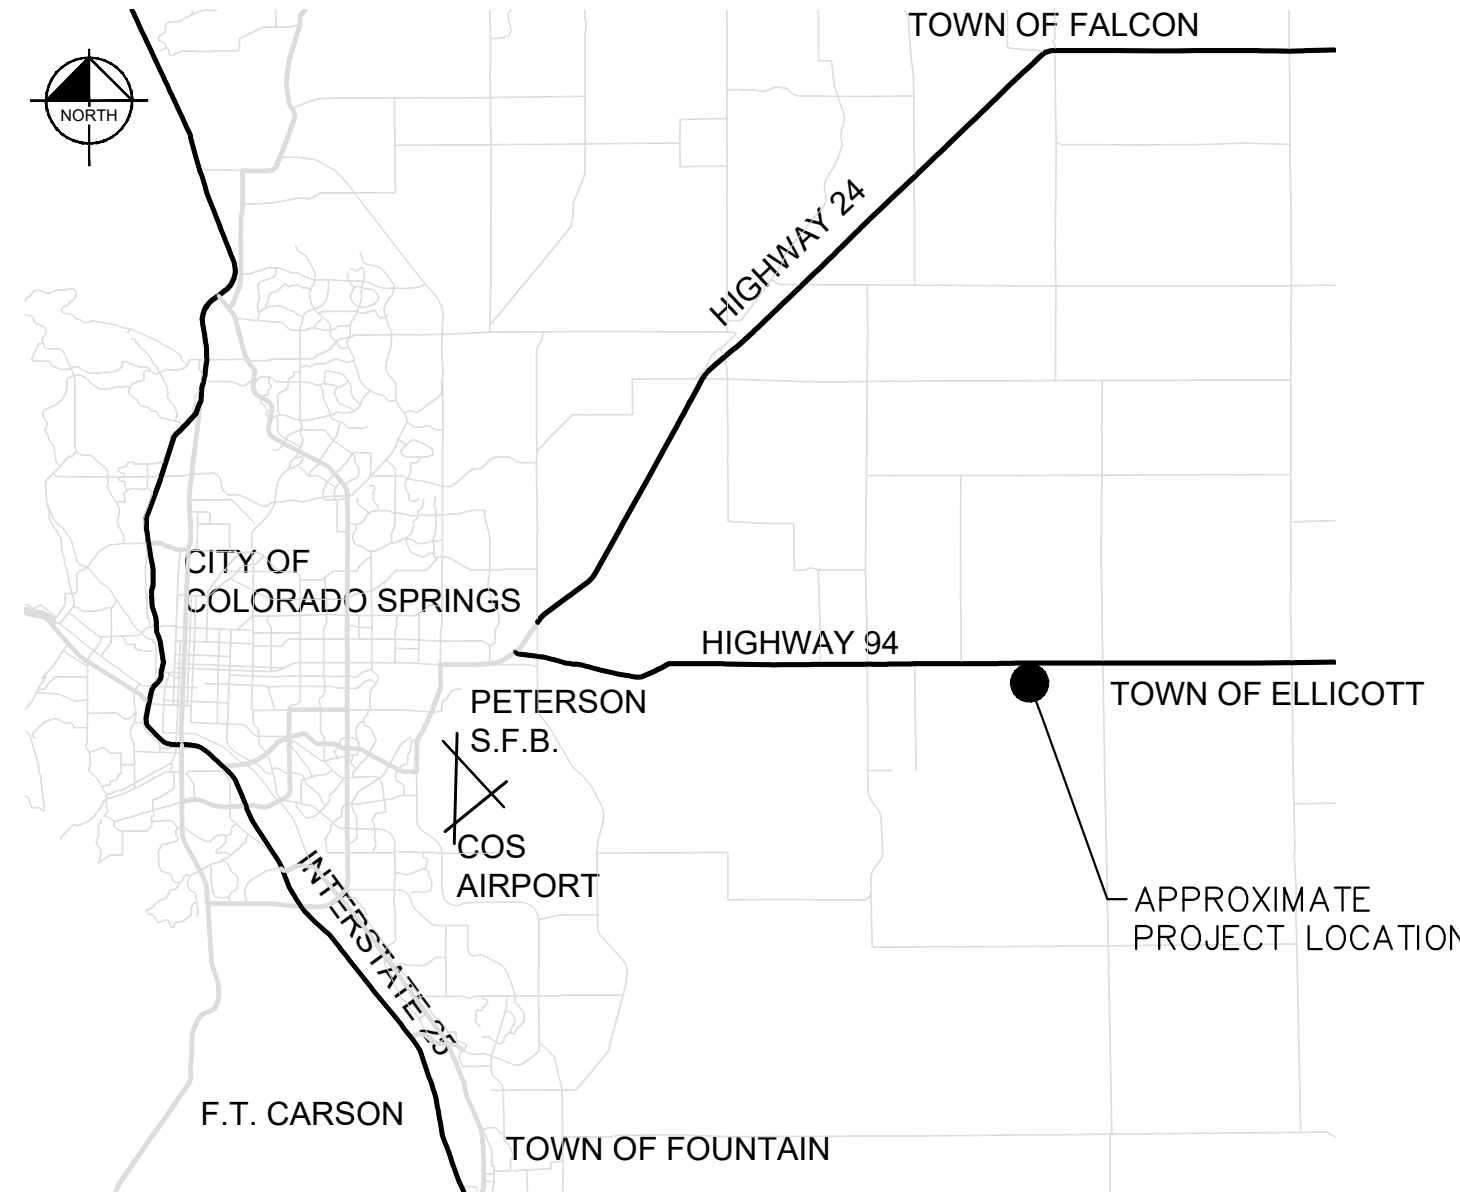 TOWN OF FALCON
NORTH
HIGHWAY 24
CITY OF
COLORADO SPRINGS
HIGHWAY 94
PETERSON
S.F.B.
TOWN OF ELLICOTT
COS
AIRPORT
INTERSTATE 25
APPROXIMATE
PROJECT LOCATION
F.T. CARSON
TOWN OF FOUNTAIN